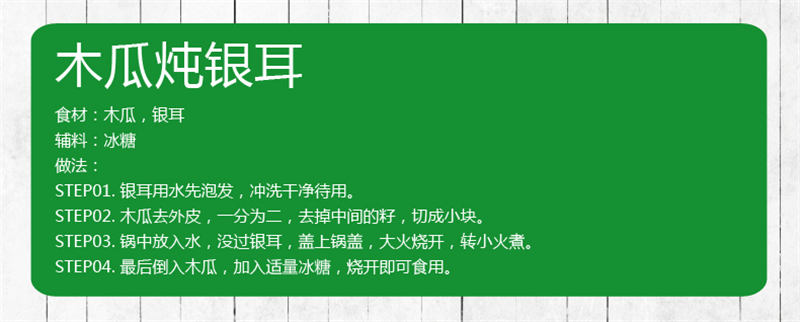 木瓜炖银耳
食材：木瓜，银耳
辅料：冰糖
做法：
STEP01. 银耳用水先泡发，冲洗干净待用。
STEP02. 木瓜去外皮，一分为二，去掉中间的籽，切成小块。
STEP03. 锅中放入水，没过银耳，盖上锅盖，大火烧开，转小火煮。
STEP04. 最后倒入木瓜，加入适量冰糖，烧开即可食用。